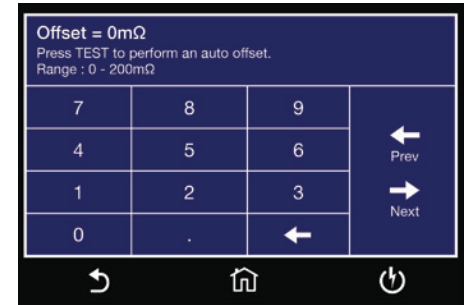 Offset = 0mΩ
Press TEST to perform an auto offset.
Range : 0 - 200mΩ
7 8 9
4 5 6
Prev
1 2 3
Next
0 .